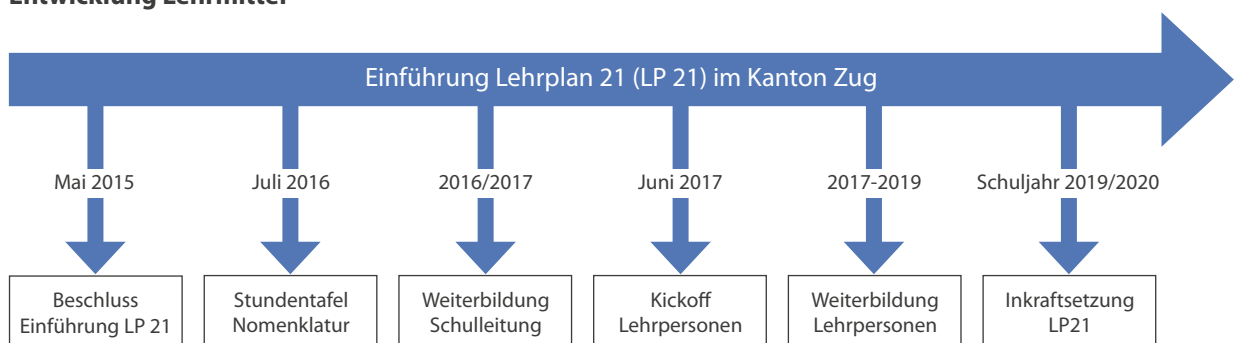 Entwicklung Lehrmittel
Einführung Lehrplan 21 (LP 21) im Kanton Zug
Mai 2015
Juli 2016
2016/2017
Juni 2017
2017-2019
Schuljahr 2019/2020
Beschluss
Einführung LP 21
Stundentafel
Nomenklatur
Weiterbildung
Schulleitung
Kickoff
Lehrpersonen
Weiterbildung
Lehrpersonen
Inkraftsetzung
LP21